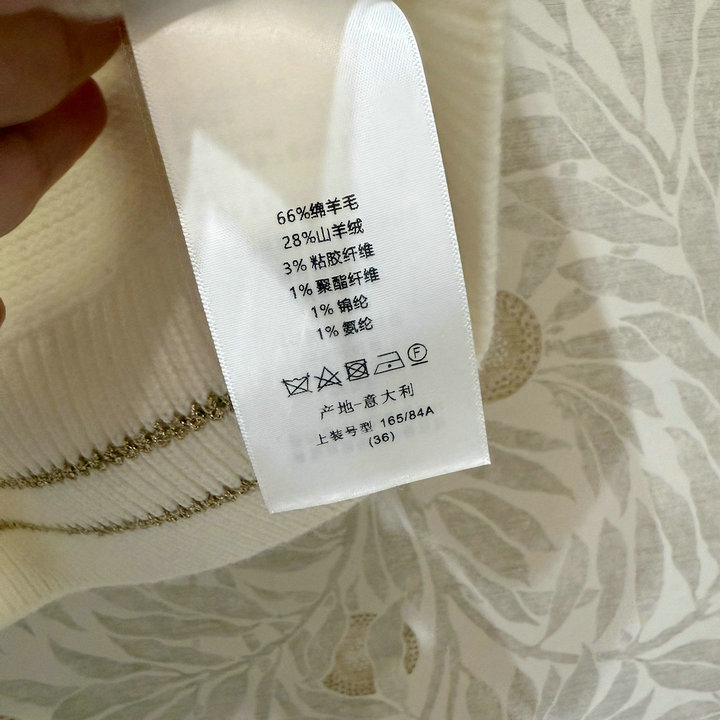 66%绵羊毛
28%山羊绒
3% 粘胶纤维
1% 聚酯纤维
1% 锦纶
1% 氨纶
F
产地-意大利
上装号型 165/84A
(36)